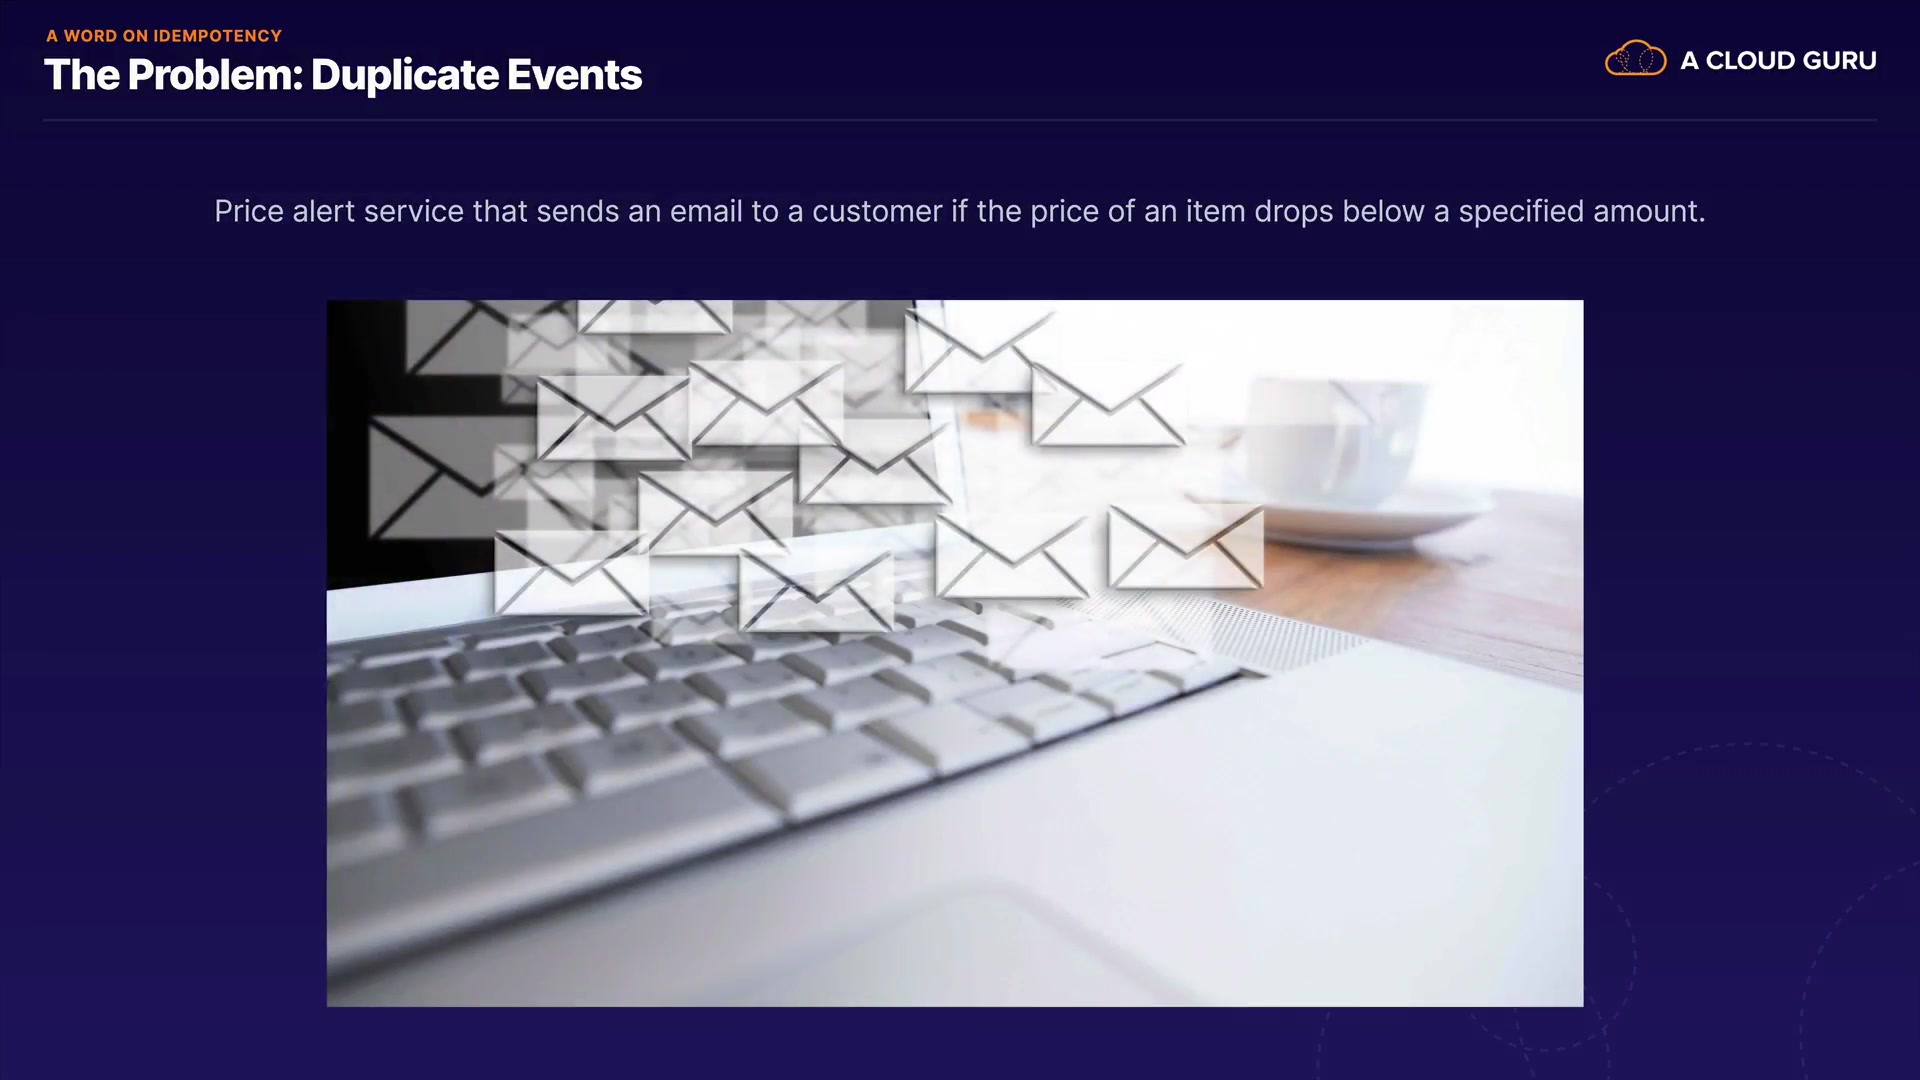 A WORD ON IDEMPOTENCY
The Problem: Duplicate Events
A CLOUD GURU
Price alert service that sends an email to a customer if the price of an item drops below a specified amount.